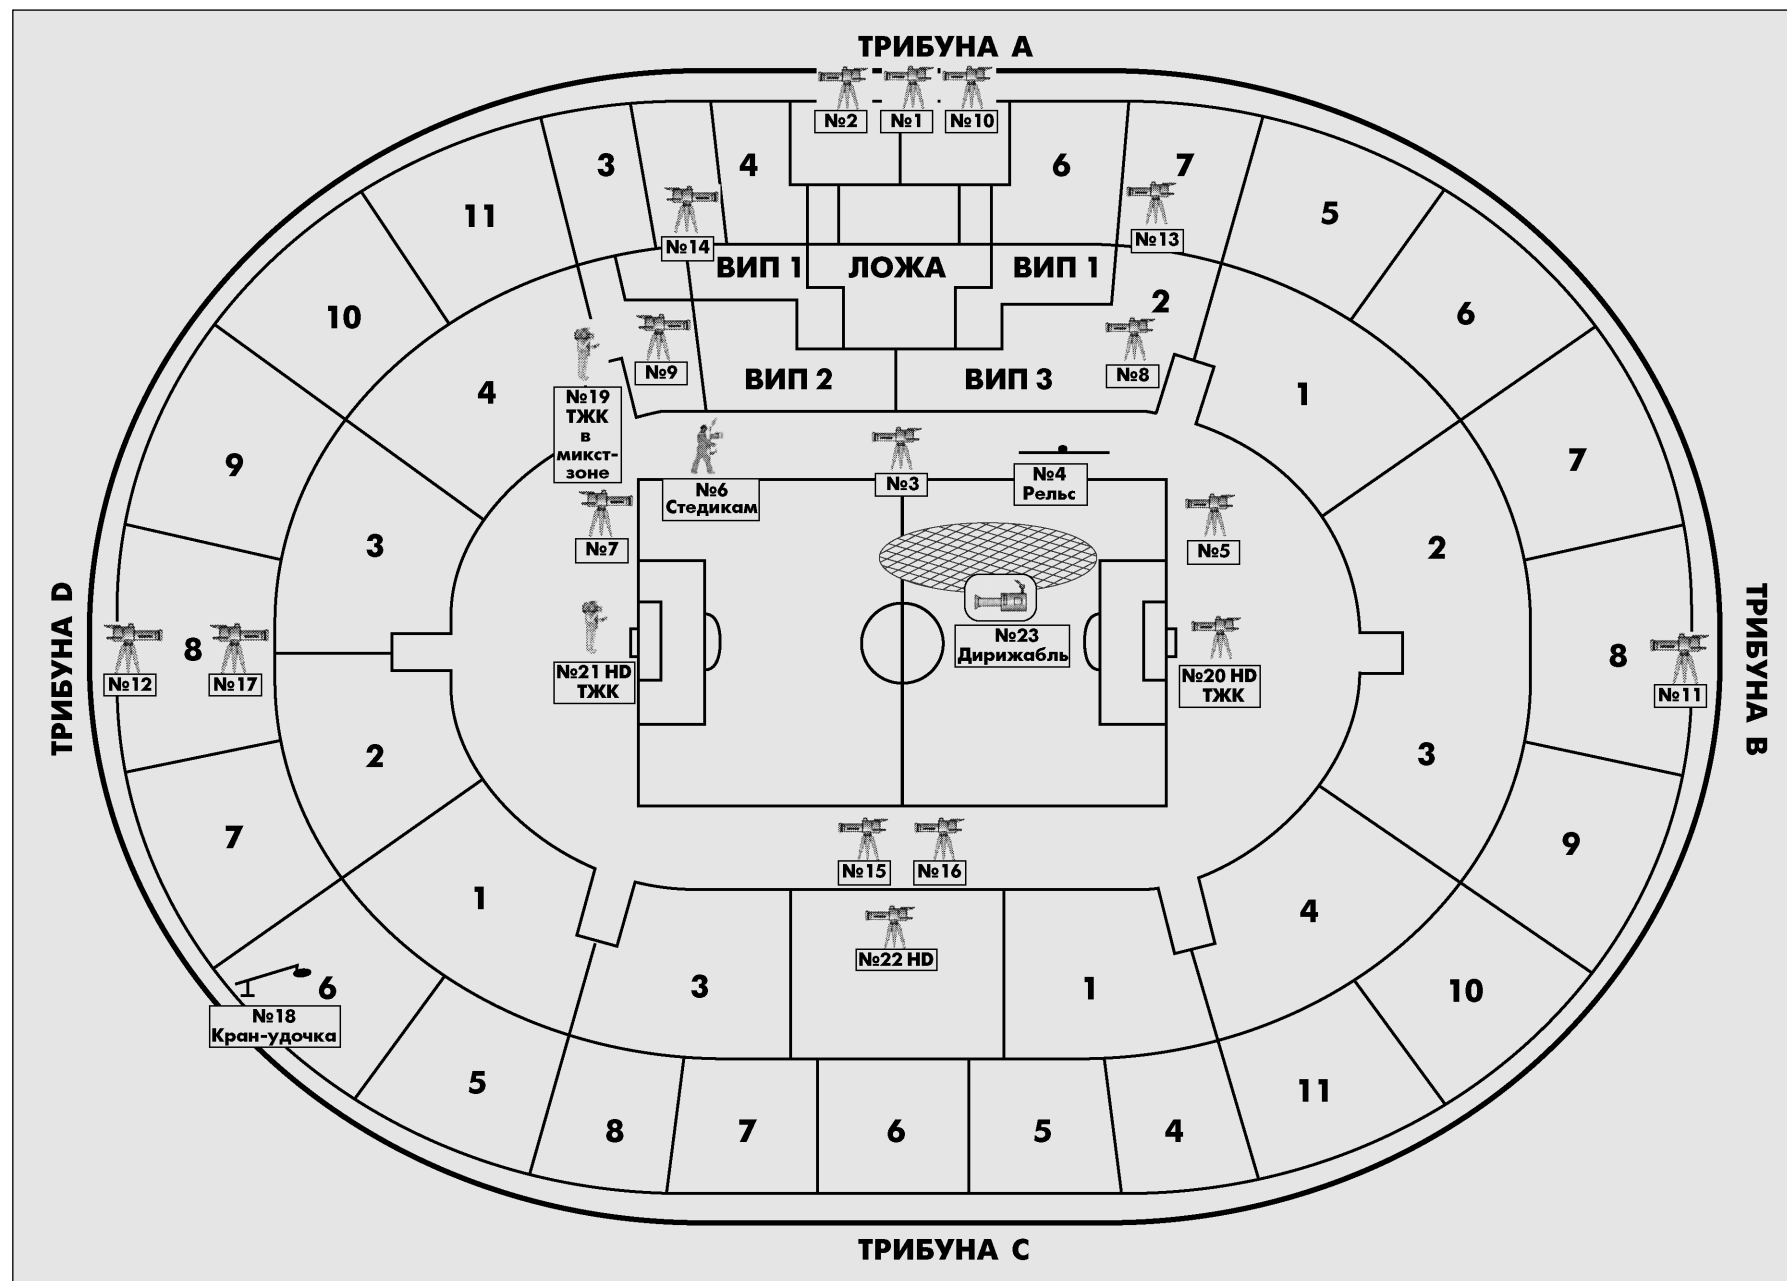 ТРИБУНА А
№2
№1
№10
3
4
6
7
11
5
№14
№13
ВИП 1
ЛОЖА
ВИП 1
10
2
6
№9
№8
ВИП 2
ВИП 3
4
1
№19
ТЖК
в
микст-
зоне
9
7
№6
Стедикам
№3
№4
Рельс
3
№7
№5
2
ТРИБУНА D
ТРИБУНА В
8
№12
№17
№21 HD
ТЖК
№23
Дирижабль
№20 HD
ТЖК
8
№11
2
3
7
9
№15
№16
1
4
№22 HD
6
3
1
10
№18
Кран-удочка
5
11
8
7
6
5
4
ТРИБУНА С